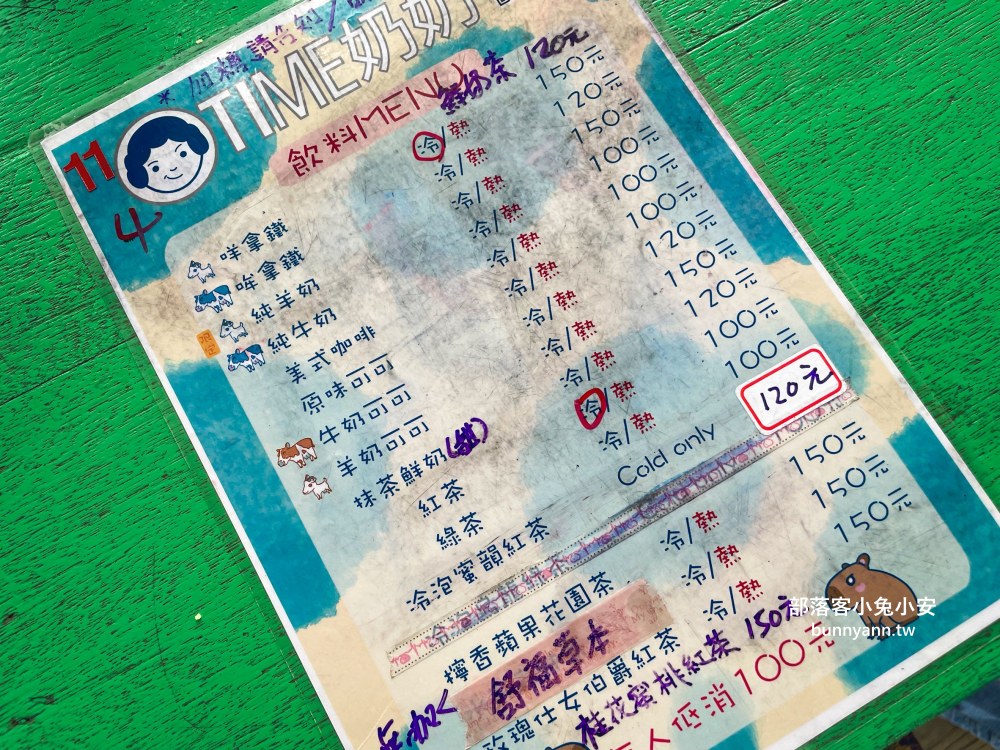 *加糖請告知/
TIME奶奶
11
4
飲料MENU
鮮奶茶 120元
咩拿鐵 冷/熱 150元
哞拿鐵 冷/熱 120元
純羊奶 冷/熱 150元
純牛奶 冷/熱 100元
美式咖啡 冷/熱 100元
原味可可 冷/熱 100元
牛奶可可 冷/熱 120元
羊奶可可 冷/熱 150元
抹茶鮮奶(甜) 冷/熱 120元
紅茶 冷/熱 100元
綠茶 冷/熱 100元
冷泡蜜韻紅茶 Cold only 120元
檸香蘋果花園茶 冷/熱 150元
舒福草本 冷/熱 150元
玫瑰仕女伯爵紅茶 冷/熱 150元
桂花蜜桃紅茶 150元
人低消100元
部落客小兔小安
bunnyann.tw